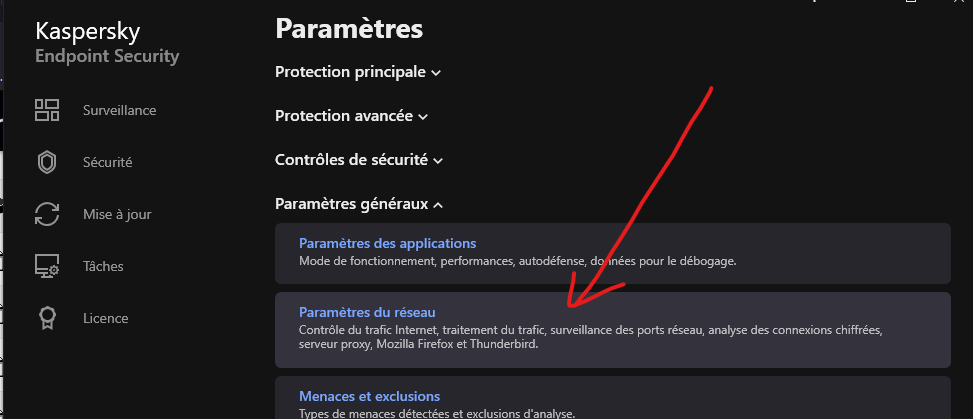 Kaspersky
Endpoint Security
Surveillance
Sécurité
Mise à jour
Tâches
Licence
Paramètres
Protection principale
Protection avancée
Contrôles de sécurité
Paramètres généraux
Paramètres des applications
Mode de fonctionnement, performances, autodéfense, données pour le débogage.
Paramètres du réseau
Contrôle du trafic Internet, traitement du trafic, surveillance des ports réseau, analyse des connexions chiffrées,
serveur proxy, Mozilla Firefox et Thunderbird.
Menaces et exclusions
Types de menaces détectées et exclusions d'analyse.